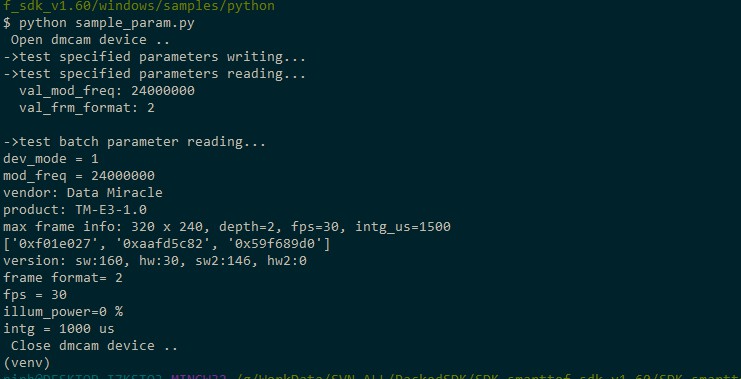 f_sdk_v1.60/windows/samples/python
$ python sample_param.py
 Open dmcam device ..
->test specified parameters writing...
->test specified parameters reading...
  val_mod_freq: 24000000
  val_frm_format: 2

->test batch parameter reading...
dev_mode = 1
mod_freq = 24000000
vendor: Data Miracle
product: TM-E3-1.0
max frame info: 320 x 240, depth=2, fps=30, intg_us=1500
['0xf01e027', '0xaafd5c82', '0x59f689d0']
version: sw:160, hw:30, sw2:146, hw2:0
frame format= 2
fps = 30
illum_power=0 %
intg = 1000 us
 Close dmcam device ..
(venv)